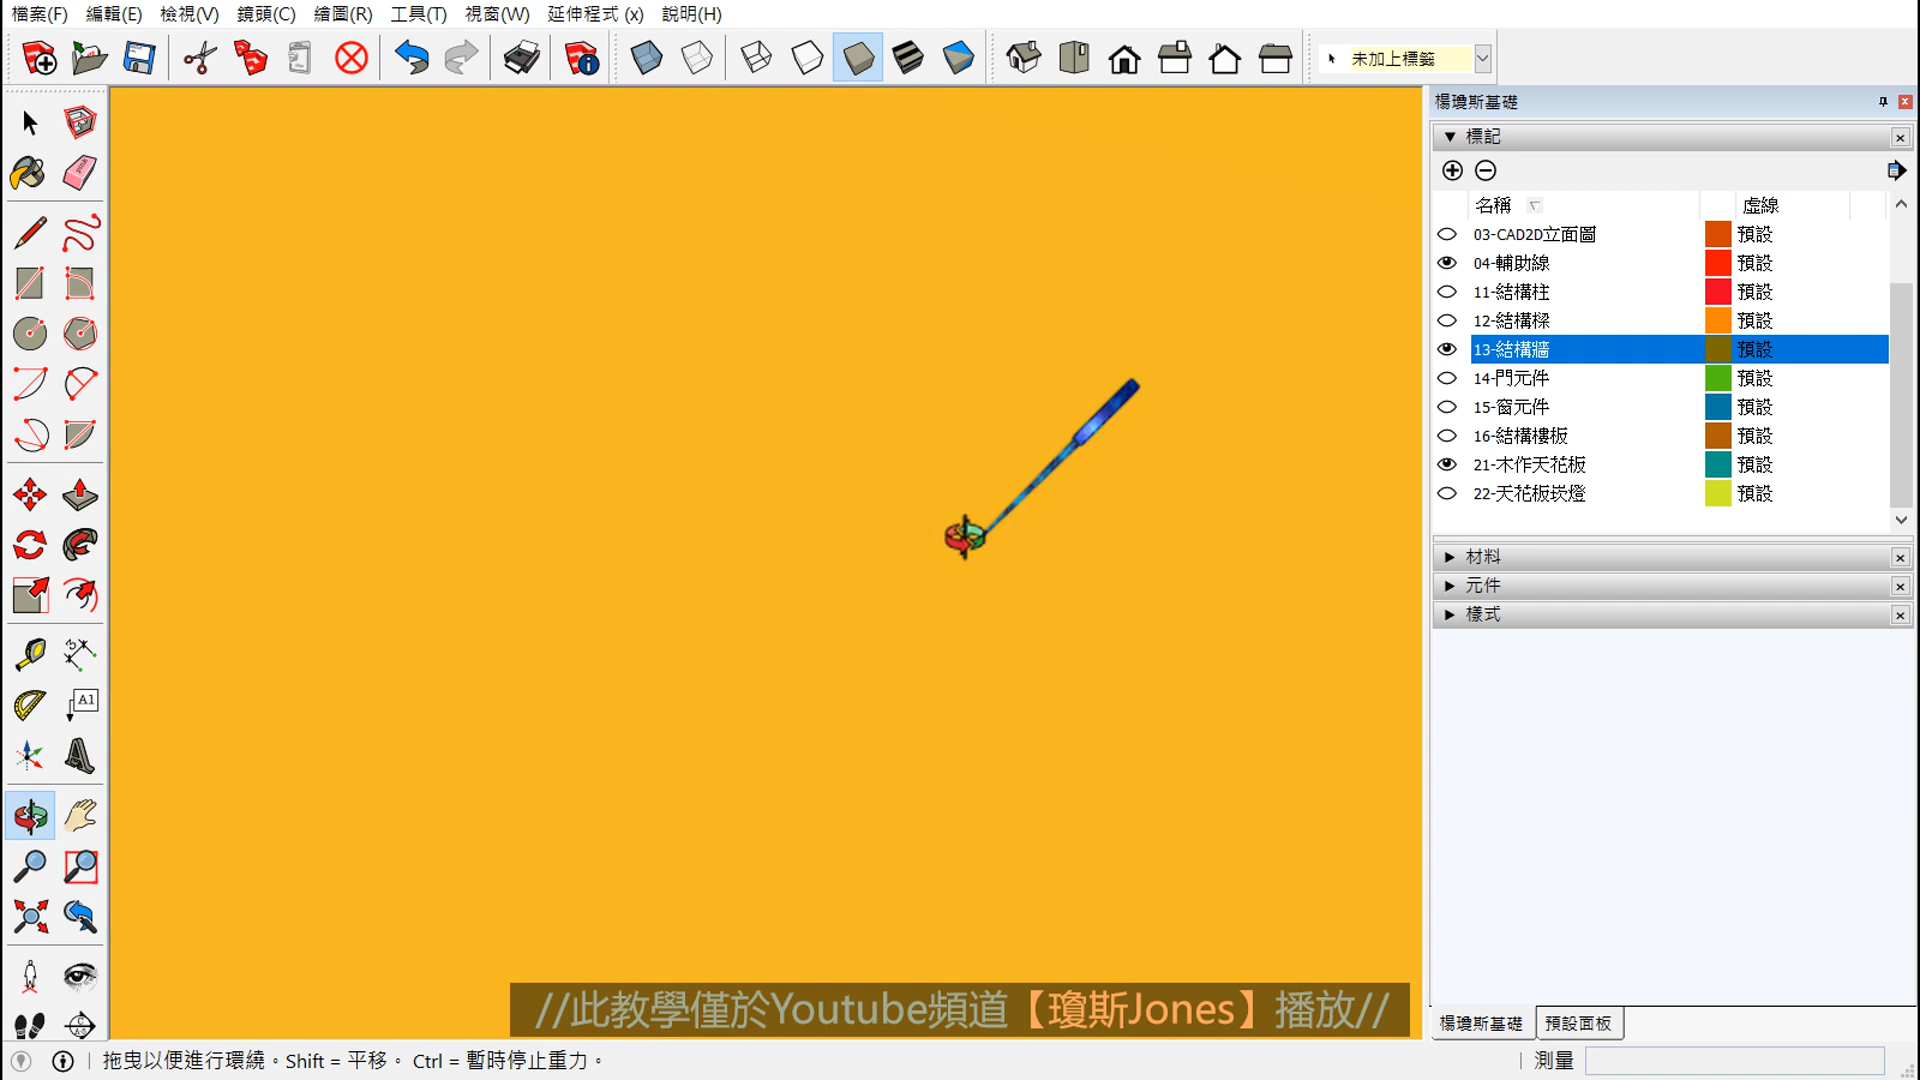 檔案(F) 編輯(E) 檢視(V) 鏡頭(C) 繪圖(R) 工具(T) 視窗(W) 延伸程式 (x) 說明(H)
未加上標籤
楊瓊斯基礎
標記
名稱 虛線
03-CAD2D立面圖 預設
04-輔助線 預設
11-結構柱 預設
12-結構樑 預設
13-結構牆 預設
14-門元件 預設
15-窗元件 預設
16-結構樓板 預設
21-木作天花板 預設
22-天花板崁燈 預設
材料
元件
樣式
A1
//此教學僅於Youtube頻道【瓊斯Jones】播放//
楊瓊斯基礎 預設面板
拖曳以便進行環繞。Shift = 平移。 Ctrl = 暫時停止重力。
測量